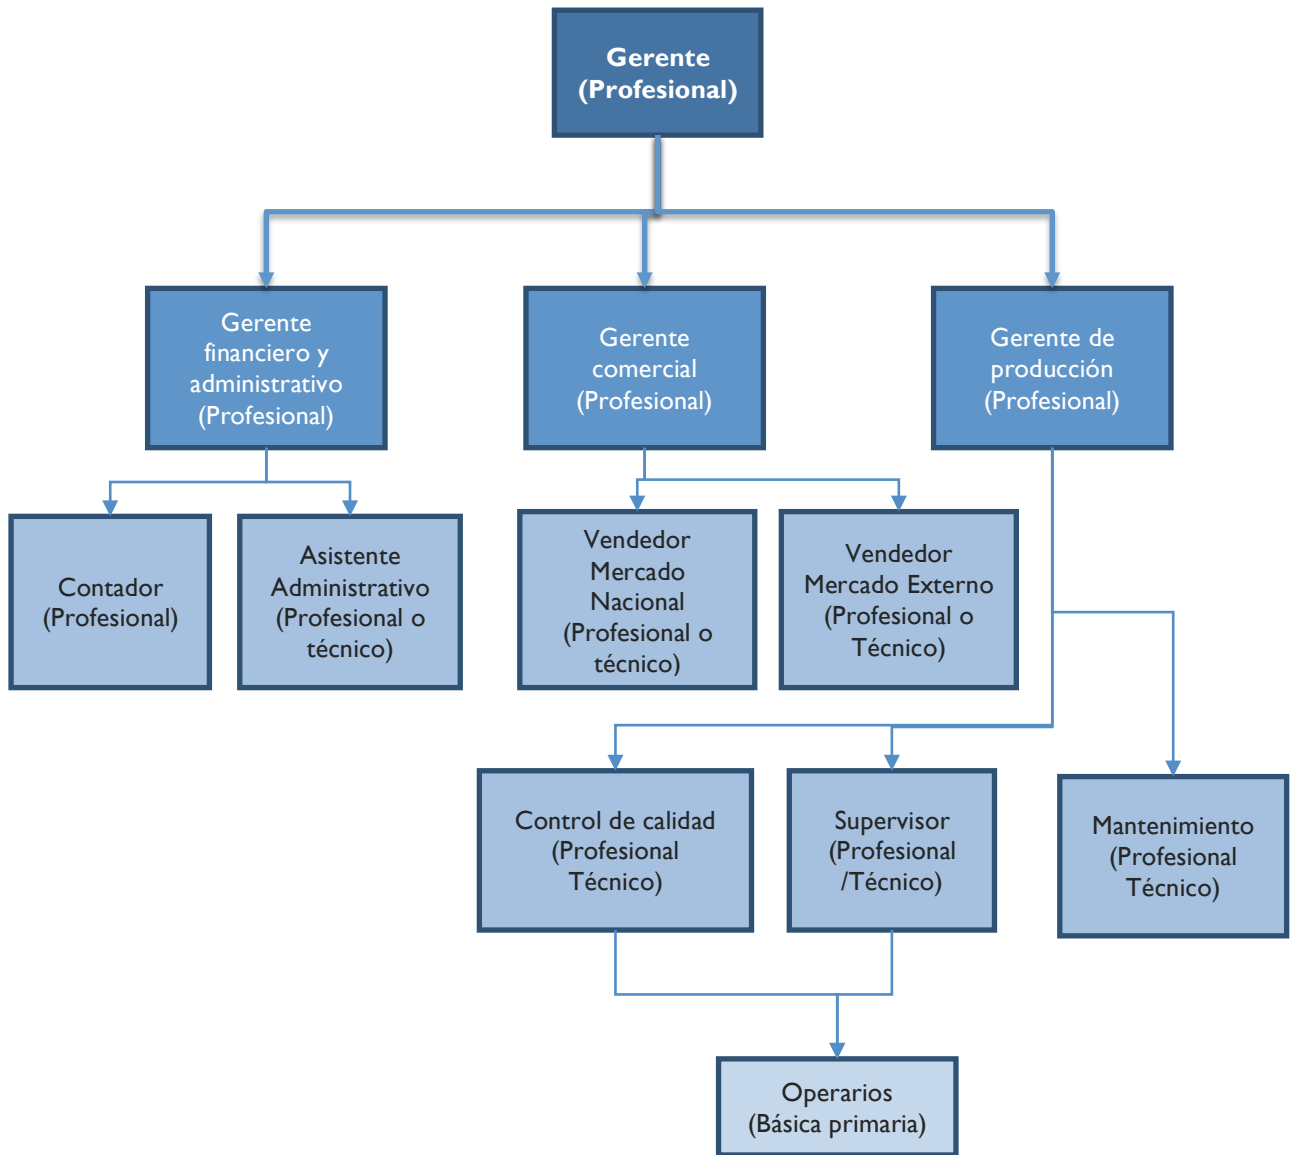 Gerente
(Profesional)
Gerente
financiero y
administrativo
(Profesional)
Gerente
comercial
(Profesional)
Gerente de
producción
(Profesional)
Contador
(Profesional)
Asistente
Administrativo
(Profesional o
técnico)
Vendedor
Mercado
Nacional
(Profesional o
técnico)
Vendedor
Mercado Externo
(Profesional o
Técnico)
Control de calidad
(Profesional
Técnico)
Supervisor
(Profesional
/Técnico)
Mantenimiento
(Profesional
Técnico)
Operarios
(Básica primaria)